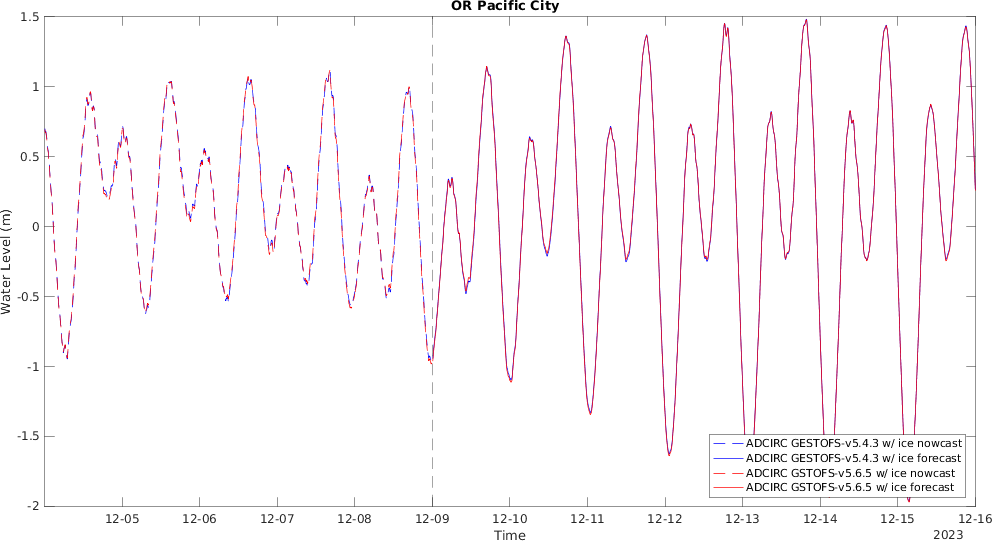 OR Pacific City
1.5
1
0.5
0
-0.5
-1
-1.5
-2
Water Level (m)
ADCIRC GESTOFS-v5.4.3 w/ ice nowcast
ADCIRC GESTOFS-v5.4.3 w/ ice forecast
ADCIRC GSTOFS-v5.6.5 w/ ice nowcast
ADCIRC GSTOFS-v5.6.5 w/ ice forecast
12-05 12-06 12-07 12-08 12-09 12-10 12-11 12-12 12-13 12-14 12-15 12-16
Time
2023